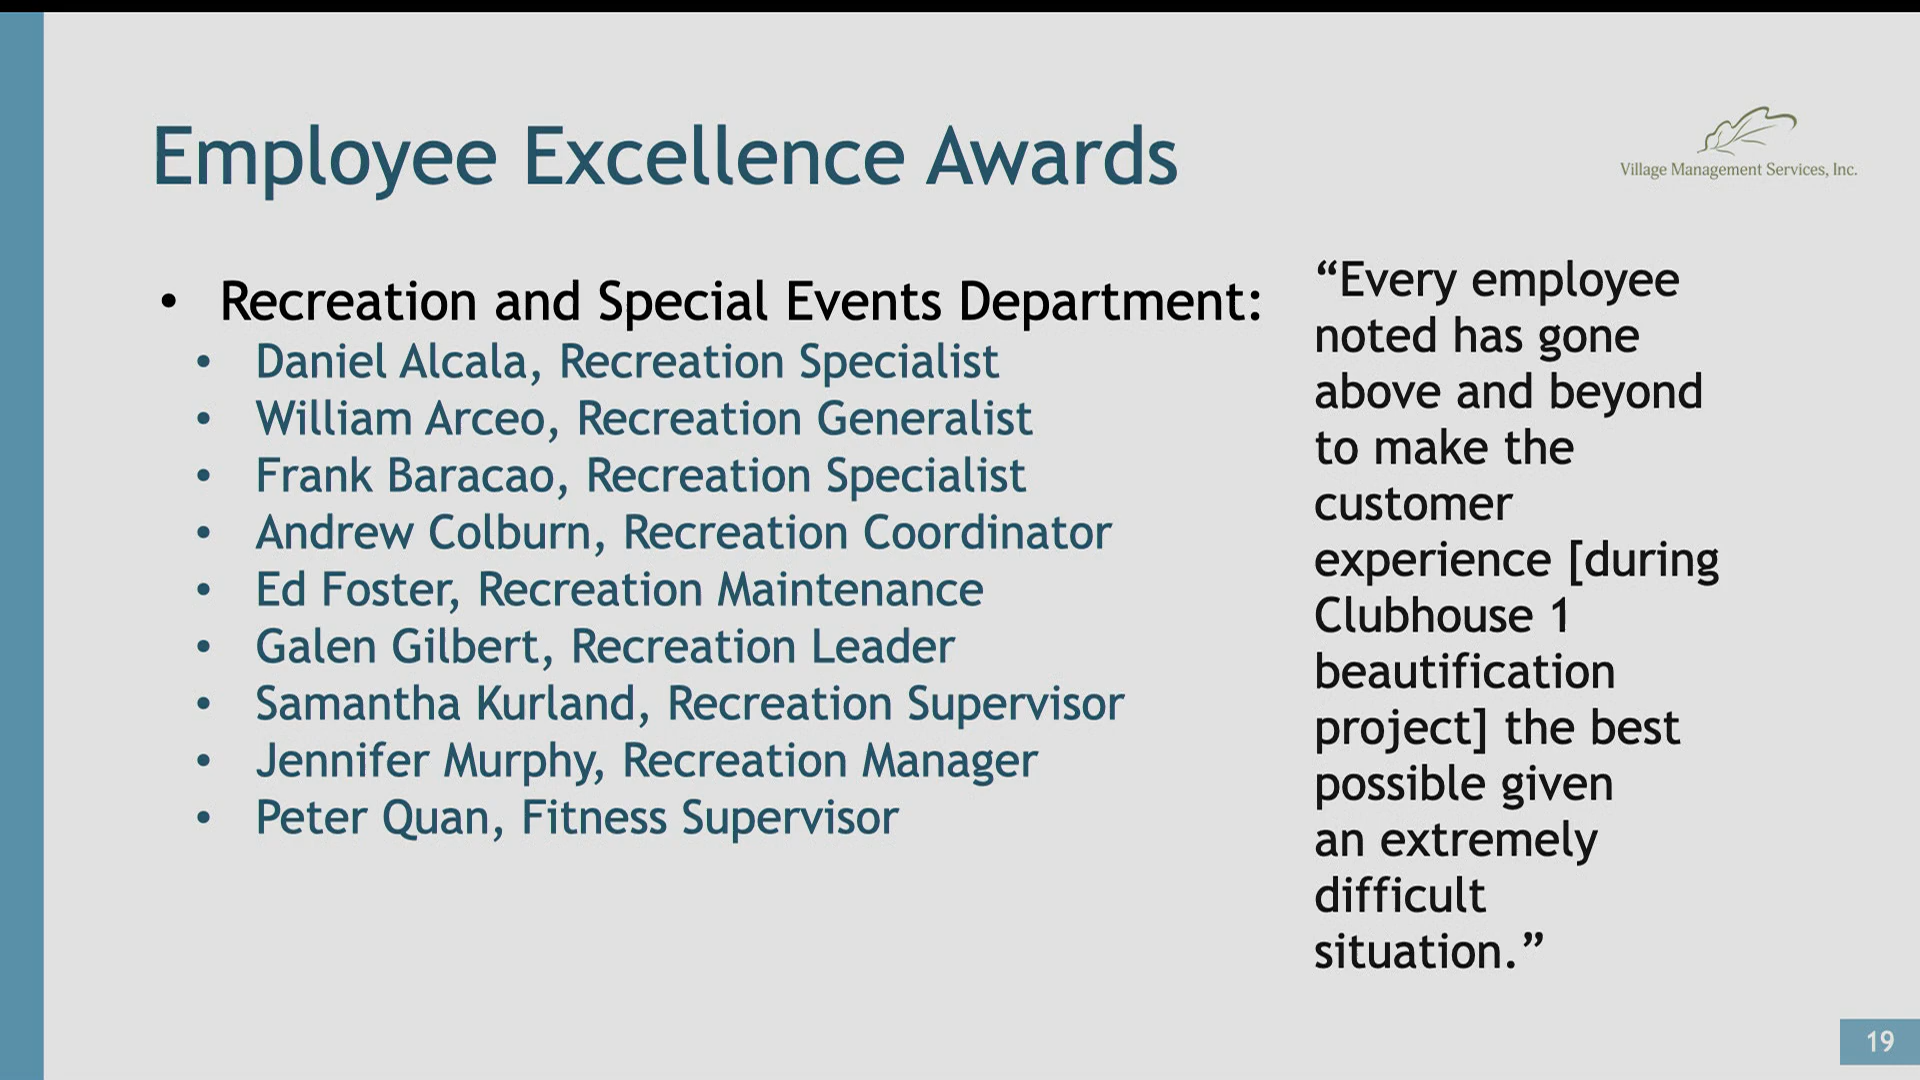 Employee Excellence Awards
Village Management Services, Inc.
• Recreation and Special Events Department:
• Daniel Alcala, Recreation Specialist
• William Arceo, Recreation Generalist
• Frank Baracao, Recreation Specialist
• Andrew Colburn, Recreation Coordinator
• Ed Foster, Recreation Maintenance
• Galen Gilbert, Recreation Leader
• Samantha Kurland, Recreation Supervisor
• Jennifer Murphy, Recreation Manager
• Peter Quan, Fitness Supervisor
“Every employee
noted has gone
above and beyond
to make the
customer
experience [during
Clubhouse 1
beautification
project] the best
possible given
an extremely
difficult
situation.”
19